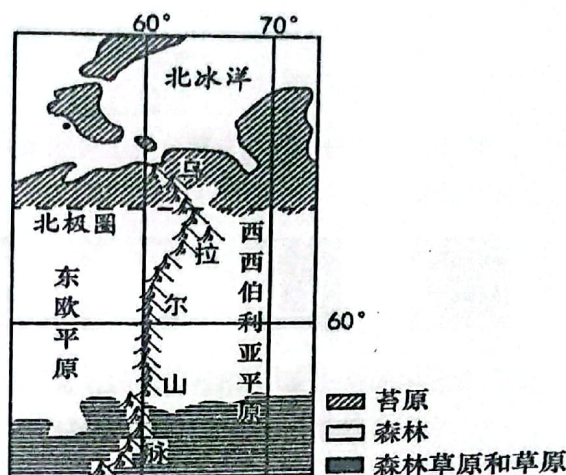 60° 70°
北冰洋
乌拉尔山脉
北极圈
西西伯利亚平原
东欧平原
60°
苔原
森林
森林草原和草原